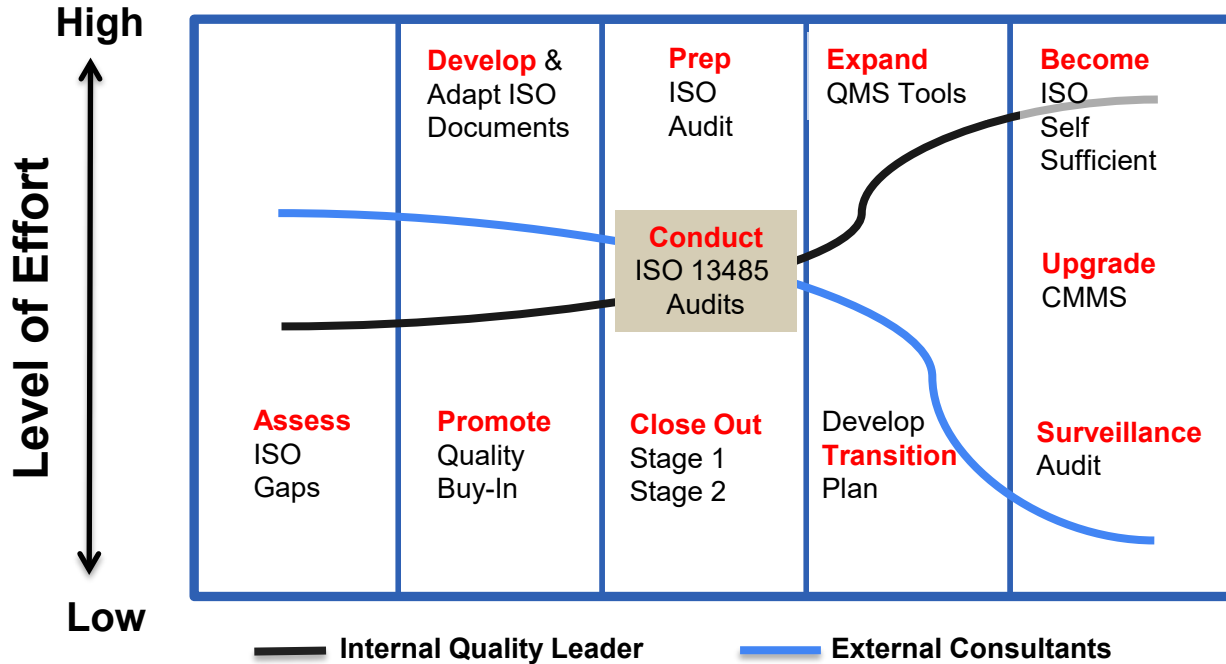 High
Level of Effort
Low
Assess
ISO
Gaps
Develop &
Adapt ISO
Documents
Promote
Quality
Buy-In
Prep
ISO
Audit
Conduct
ISO 13485
Audits
Close Out
Stage 1
Stage 2
Expand
QMS Tools
Develop
Transition
Plan
Become
ISO
Self
Sufficient
Upgrade
CMMS
Surveillance
Audit
Internal Quality Leader
External Consultants